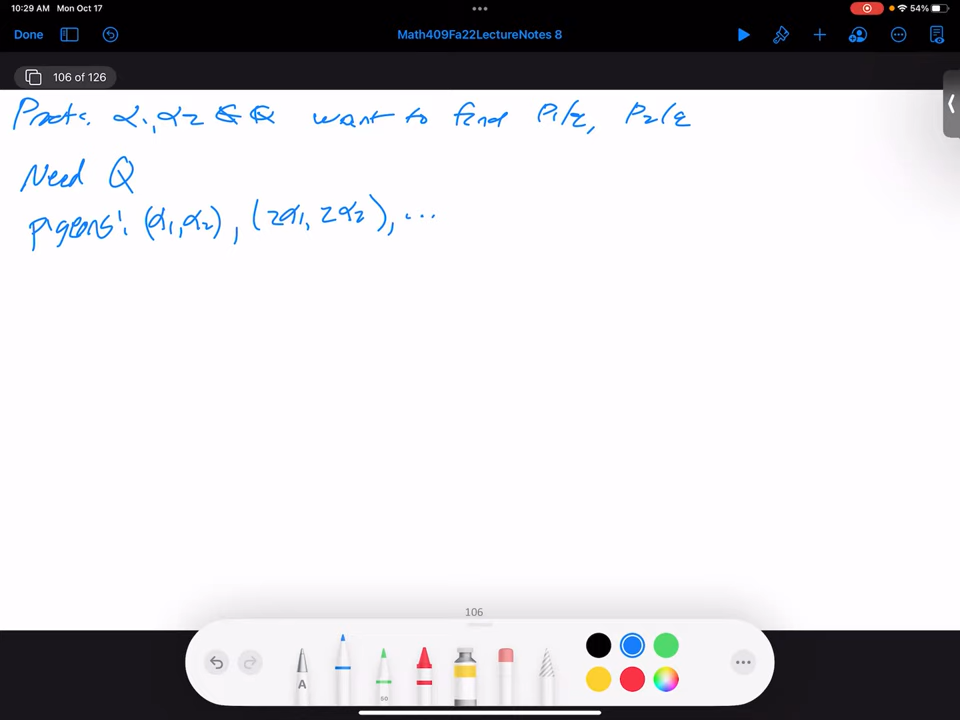 10:29 AM Mon Oct 17
54%
Done
Math409Fa22LectureNotes 8
106 of 126
α₁, α₂ ∉ Q want to find P₁/q, P₂/q
Need Q
pigeons: (α₁, α₂), (2α₁, 2α₂), ...
106
A
50